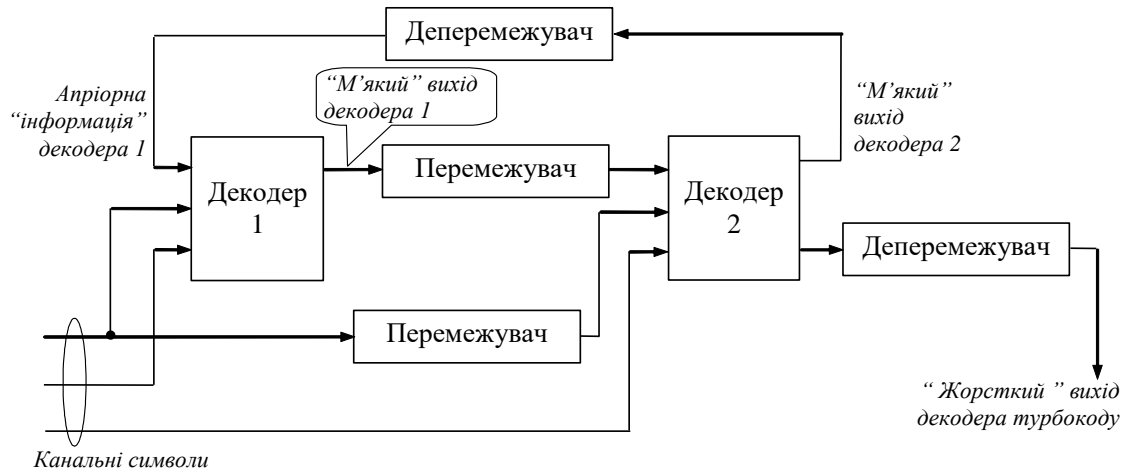 Деперемежувач
“М’який” вихід
декодера 1
Апріорна
“інформація”
декодера 1
“М’який”
вихід
декодера 2
Декодер
1
Перемежувач
Декодер
2
Деперемежувач
Перемежувач
“ Жорсткий ” вихід
декодера турбокоду
Канальні символи